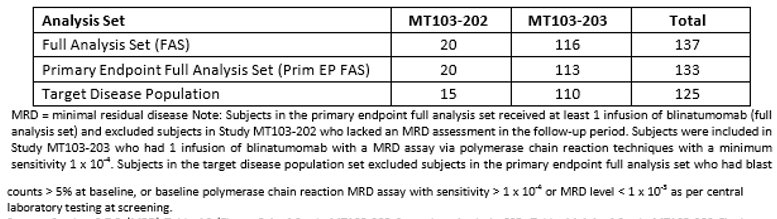 Analysis Set MT103-202 MT103-203 Total
Full Analysis Set (FAS) 20 116 137
Primary Endpoint Full Analysis Set (Prim EP FAS) 20 113 133
Target Disease Population 15 110 125
MRD = minimal residual disease Note: Subjects in the primary endpoint full analysis set received at least 1 infusion of blinatumomab (full
analysis set) and excluded subjects in Study MT103-202 who lacked an MRD assessment in the follow-up period. Subjects were included in
Study MT103-203 who had 1 infusion of blinatumomab with a MRD assay via polymerase chain reaction techniques with a minimum
sensitivity 1 x 10⁻⁴. Subjects in the target disease population set excluded subjects in the primary endpoint full analysis set who had blast
counts > 5% at baseline, or baseline polymerase chain reaction MRD assay with sensitivity > 1 x 10⁻⁴ or MRD level < 1 x 10⁻³ as per central
laboratory testing at screening.